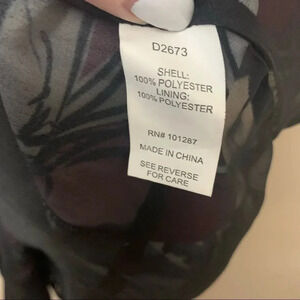 D2673
SHELL:
100% POLYESTER
LINING:
100% POLYESTER
RN# 101287
MADE IN CHINA
SEE REVERSE
FOR CARE